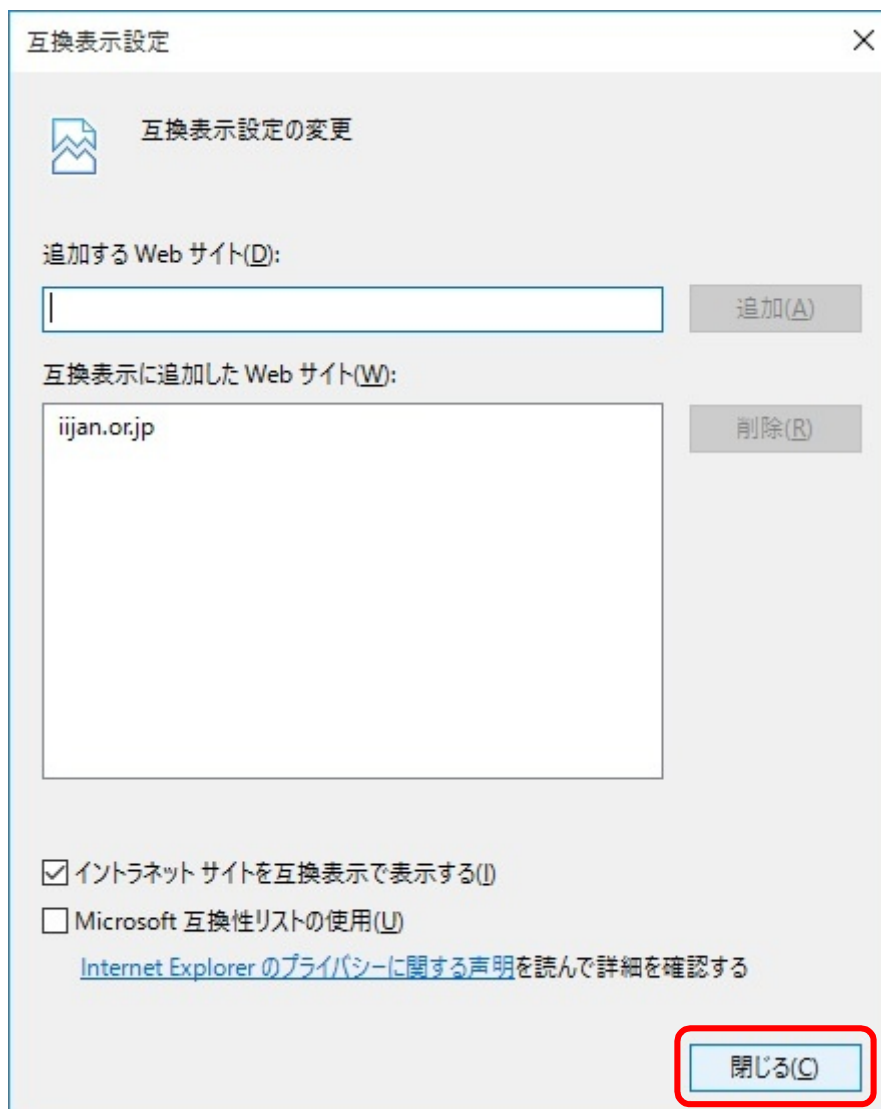 互換表示設定
互換表示設定の変更
追加する Web サイト(D):
追加(A)
互換表示に追加した Web サイト(W):
iijan.or.jp
削除(R)
イントラネット サイトを互換表示で表示する(I)
Microsoft 互換性リストの使用(U)
Internet Explorer のプライバシーに関する声明を読んで詳細を確認する
閉じる(C)